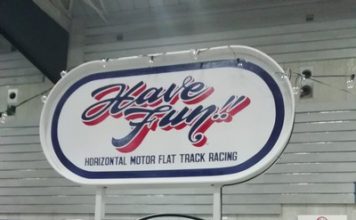 Have
Fun!!
HORIZONTAL MOTOR FLAT TRACK RACING